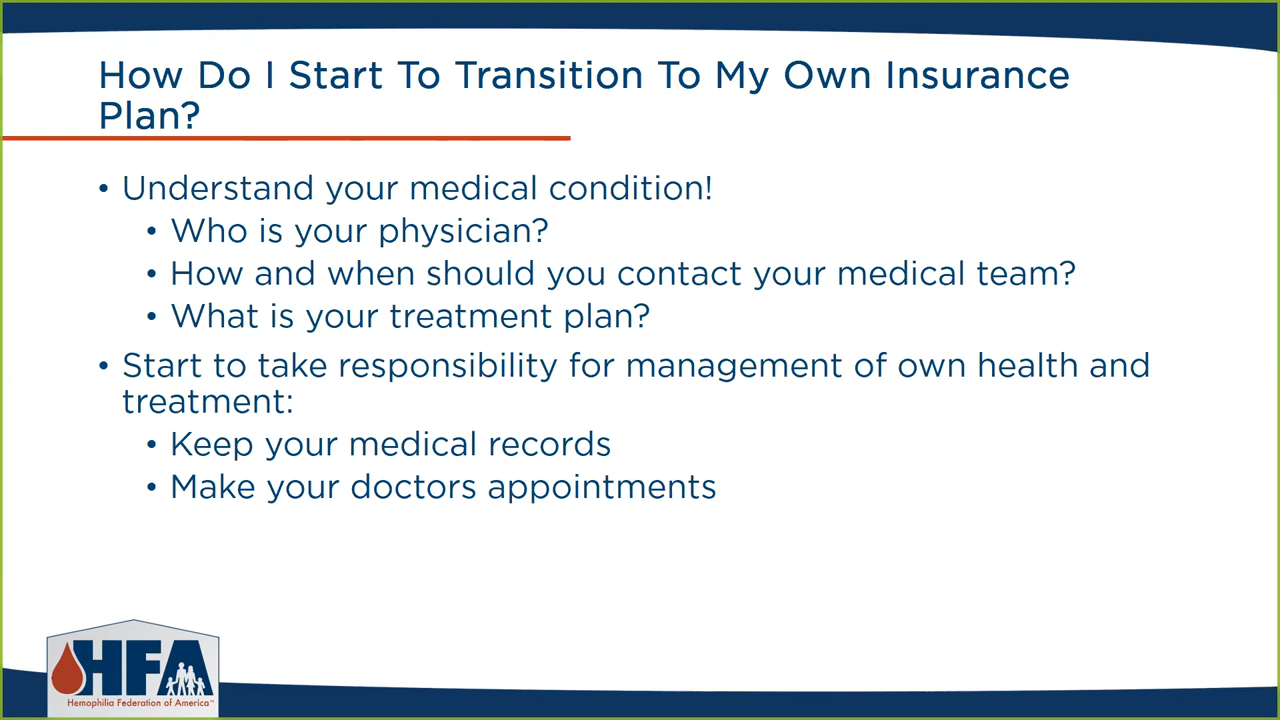 How Do I Start To Transition To My Own Insurance
Plan?
• Understand your medical condition!
• Who is your physician?
• How and when should you contact your medical team?
• What is your treatment plan?
• Start to take responsibility for management of own health and
treatment:
• Keep your medical records
• Make your doctors appointments
HFA
Hemophilia Federation of America™